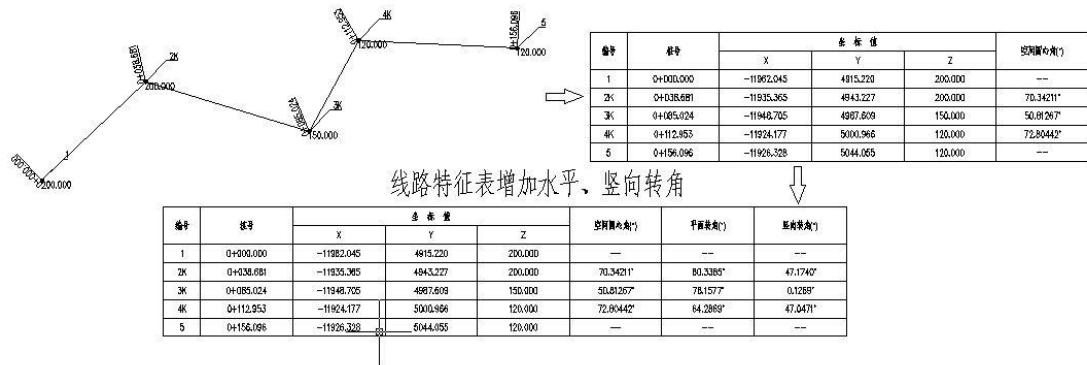 4K
0+112.953
120.000
5
0+156.096
120.000
2K
0+038.681
200.000
3K
0+085.024
150.000
1
0+000.000
200.000
编号 桩号 坐标值 空间圆心角(°)
X Y Z
1 0+000.000 -11962.045 4915.220 200.000 --
2K 0+038.681 -11935.365 4943.227 200.000 70.34211°
3K 0+085.024 -11948.705 4987.609 150.000 50.81267°
4K 0+112.953 -11924.177 5000.966 120.000 72.80442°
5 0+156.096 -11926.328 5044.055 120.000 --
线路特征表增加水平、竖向转角
编号 桩号 坐标值 空间圆心角(°) 平面转角(°) 竖向转角(°)
X Y Z
1 0+000.000 -11962.045 4915.220 200.000 -- -- --
2K 0+038.681 -11935.365 4943.227 200.000 70.34211° 60.3385° 47.1740°
3K 0+085.024 -11948.705 4987.609 150.000 50.81267° 78.1577° 0.1269°
4K 0+112.953 -11924.177 5000.966 120.000 72.80442° 64.2869° 47.0471°
5 0+156.096 -11926.328 5044.055 120.000 -- -- --